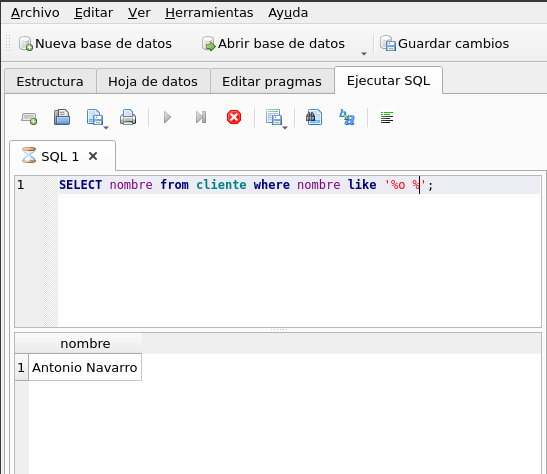 Archivo Editar Ver Herramientas Ayuda
Nueva base de datos Abrir base de datos Guardar cambios
Estructura Hoja de datos Editar pragmas Ejecutar SQL
SQL 1
1 SELECT nombre from cliente where nombre like '%o %';
nombre
1 Antonio Navarro